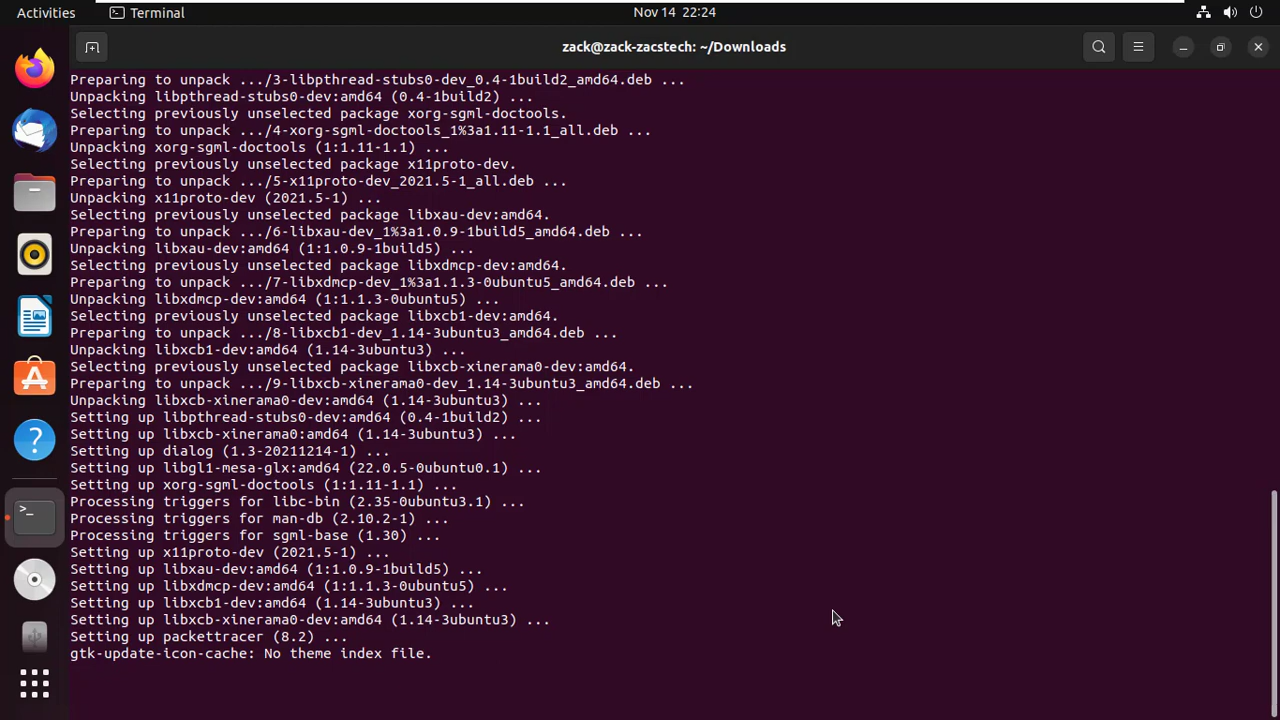 Activities
Terminal
Nov 14 22:24
zack@zack-zacstech: ~/Downloads
Preparing to unpack .../3-libpthread-stubs0-dev_0.4-1build2_amd64.deb ...
Unpacking libpthread-stubs0-dev:amd64 (0.4-1build2) ...
Selecting previously unselected package xorg-sgml-doctools.
Preparing to unpack .../4-xorg-sgml-doctools_1%3a1.11-1.1_all.deb ...
Unpacking xorg-sgml-doctools (1:1.11-1.1) ...
Selecting previously unselected package x11proto-dev.
Preparing to unpack .../5-x11proto-dev_2021.5-1_all.deb ...
Unpacking x11proto-dev (2021.5-1) ...
Selecting previously unselected package libxau-dev:amd64.
Preparing to unpack .../6-libxau-dev_1%3a1.0.9-1build5_amd64.deb ...
Unpacking libxau-dev:amd64 (1:1.0.9-1build5) ...
Selecting previously unselected package libxdmcp-dev:amd64.
Preparing to unpack .../7-libxdmcp-dev_1%3a1.1.3-0ubuntu5_amd64.deb ...
Unpacking libxdmcp-dev:amd64 (1:1.1.3-0ubuntu5) ...
Selecting previously unselected package libxcb1-dev:amd64.
Preparing to unpack .../8-libxcb1-dev_1.14-3ubuntu3_amd64.deb ...
Unpacking libxcb1-dev:amd64 (1.14-3ubuntu3) ...
Selecting previously unselected package libxcb-xinerama0-dev:amd64.
Preparing to unpack .../9-libxcb-xinerama0-dev_1.14-3ubuntu3_amd64.deb ...
Unpacking libxcb-xinerama0-dev:amd64 (1.14-3ubuntu3) ...
Setting up libpthread-stubs0-dev:amd64 (0.4-1build2) ...
Setting up libxcb-xinerama0:amd64 (1.14-3ubuntu3) ...
Setting up dialog (1.3-20211214-1) ...
Setting up libgl1-mesa-glx:amd64 (22.0.5-0ubuntu0.1) ...
Setting up xorg-sgml-doctools (1:1.11-1.1) ...
Processing triggers for libc-bin (2.35-0ubuntu3.1) ...
Processing triggers for man-db (2.10.2-1) ...
Processing triggers for sgml-base (1.30) ...
Setting up x11proto-dev (2021.5-1) ...
Setting up libxau-dev:amd64 (1:1.0.9-1build5) ...
Setting up libxdmcp-dev:amd64 (1:1.1.3-0ubuntu5) ...
Setting up libxcb1-dev:amd64 (1.14-3ubuntu3) ...
Setting up libxcb-xinerama0-dev:amd64 (1.14-3ubuntu3) ...
Setting up packettracer (8.2) ...
gtk-update-icon-cache: No theme index file.